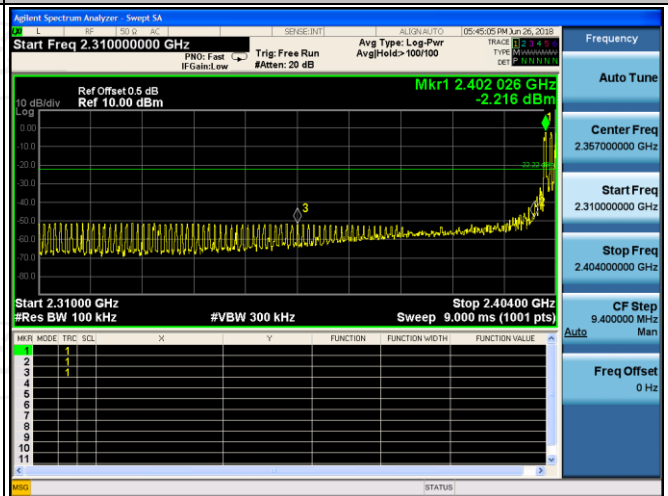 Agilent Spectrum Analyzer - Swept SA
L RF 50 Ω AC SENSE:INT ALIGN AUTO 05:45:05 PM Jun 26, 2018
Start Freq 2.310000000 GHz
PNO: Fast
IFGain:Low
Trig: Free Run
#Atten: 20 dB
Avg Type: Log-Pwr
Avg|Hold:> 100/100
TRACE 1 2 3 4 5 6
TYPE M
DET P N N N N N
Mkr1 2.402 026 GHz
-2.216 dBm
Ref Offset 0.5 dB
Ref 10.00 dBm
10 dB/div
Log
0.00
-10.0
-20.0
-30.0
-40.0
-50.0
-60.0
-70.0
-80.0
1
3
Start 2.31000 GHz
Stop 2.40400 GHz
#Res BW 100 kHz
#VBW 300 kHz
Sweep 9.000 ms (1001 pts)
MKR MODE TRC SCL X Y FUNCTION FUNCTION WIDTH FUNCTION VALUE
1 1
2 1
3 1
4
5
6
7
8
9
10
11
MSG
STATUS
Frequency
Auto Tune
Center Freq
2.357000000 GHz
Start Freq
2.310000000 GHz
Stop Freq
2.404000000 GHz
CF Step
9.400000 MHz
Auto Man
Freq Offset
0 Hz